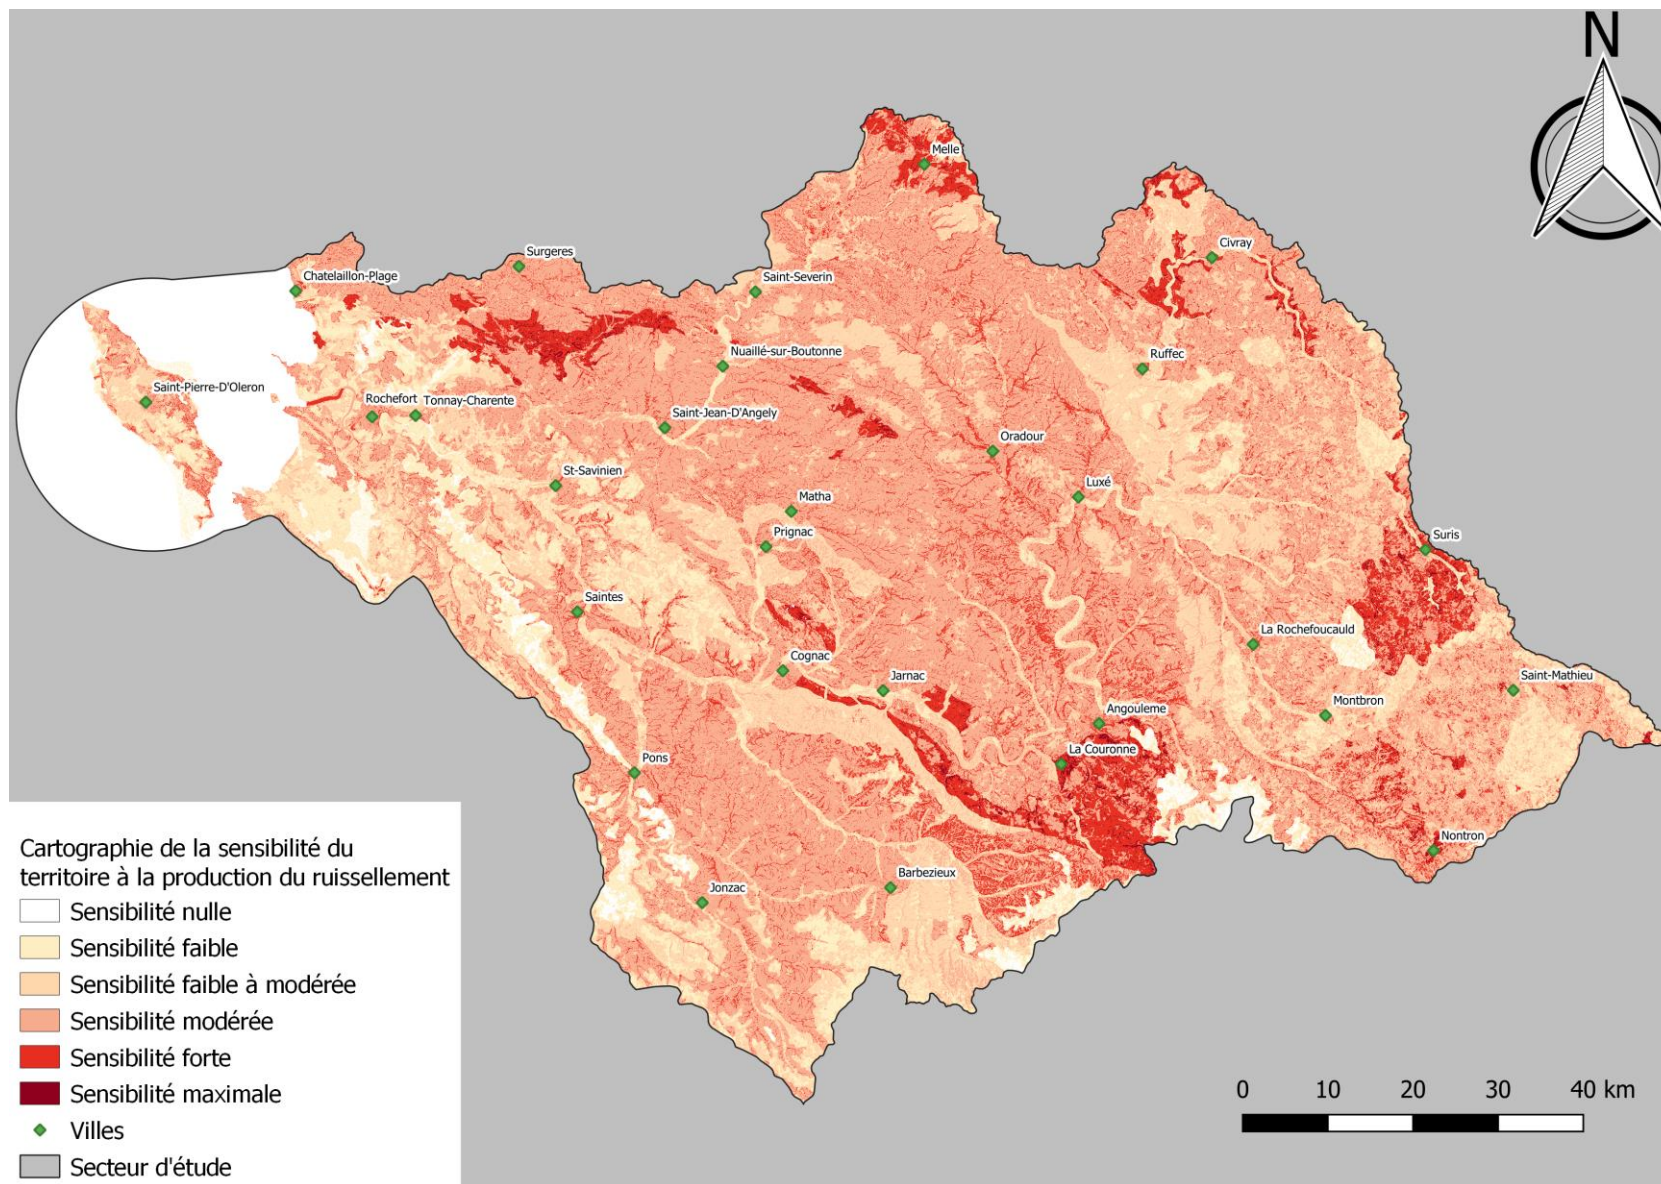 N
Melle
Civray
Surgeres
Chatelaillon-Plage
Saint-Severin
Nuaillé-sur-Boutonne
Ruffec
Saint-Pierre-D'Oleron
Rochefort
Tonnay-Charente
Saint-Jean-D'Angely
Oradour
St-Savinien
Luxé
Matha
Prignac
Suris
Saintes
La Rochefoucauld
Cognac
Jarnac
Saint-Mathieu
Montbron
Angouleme
La Couronne
Pons
Nontron
Barbezieux
Jonzac
Cartographie de la sensibilité du
territoire à la production du ruissellement
Sensibilité nulle
Sensibilité faible
Sensibilité faible à modérée
Sensibilité modérée
Sensibilité forte
Sensibilité maximale
Villes
Secteur d'étude
0 10 20 30 40 km